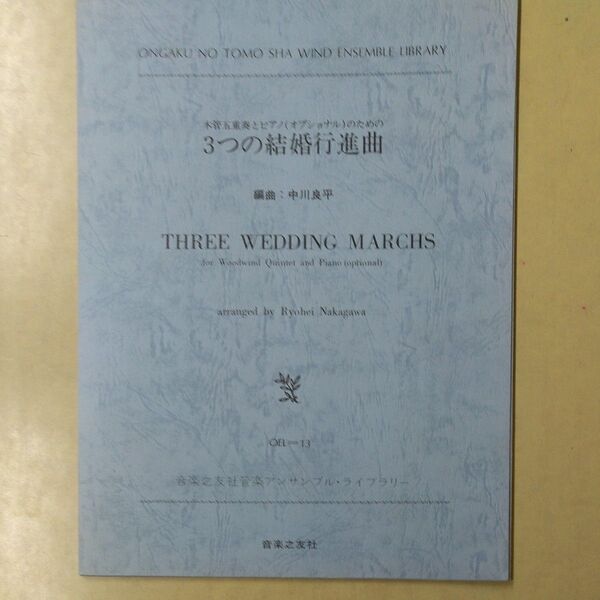 ONGAKU NO TOMO SHA WIND ENSEMBLE LIBRARY
木管五重奏とピアノ(オプショナル)のための
3つの結婚行進曲
編曲：中川良平
THREE WEDDING MARCHS
for Woodwind Quintet and Piano (optional)
arranged by Ryohei Nakagawa
OEL—13
音楽之友社管楽アンサンブル・ライブラリー
音楽之友社